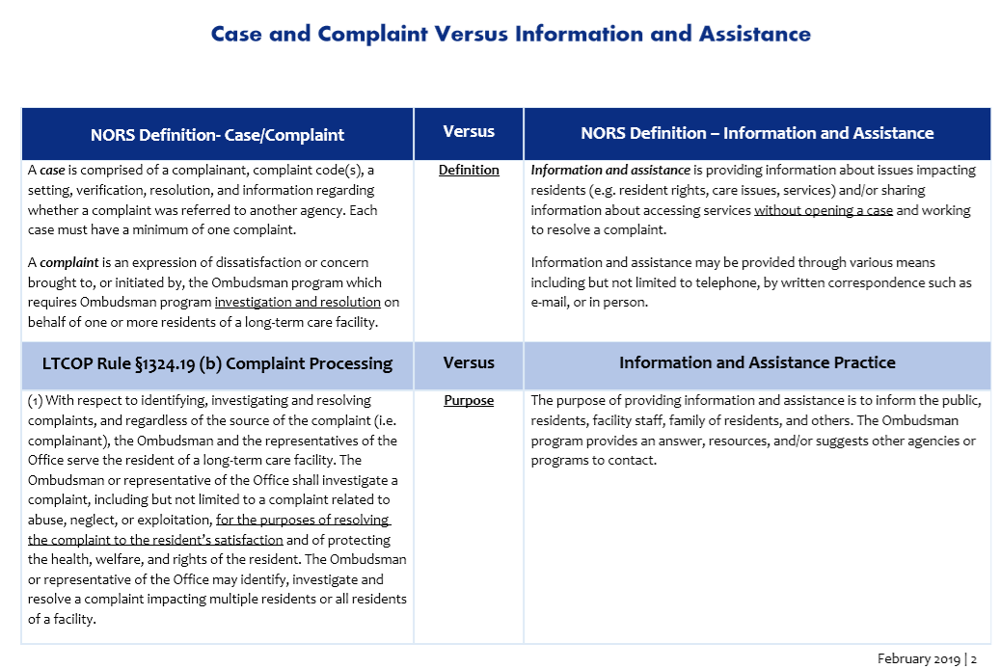 Case and Complaint Versus Information and Assistance
NORS Definition- Case/Complaint
Versus
NORS Definition – Information and Assistance
A case is comprised of a complainant, complaint code(s), a
setting, verification, resolution, and information regarding
whether a complaint was referred to another agency. Each
case must have a minimum of one complaint.
A complaint is an expression of dissatisfaction or concern
brought to, or initiated by, the Ombudsman program which
requires Ombudsman program investigation and resolution on
behalf of one or more residents of a long-term care facility.
Definition
Information and assistance is providing information about issues impacting
residents (e.g. resident rights, care issues, services) and/or sharing
information about accessing services without opening a case and working
to resolve a complaint.
Information and assistance may be provided through various means
including but not limited to telephone, by written correspondence such as
e-mail, or in person.
LTCOP Rule §1324.19 (b) Complaint Processing
Versus
Information and Assistance Practice
(1) With respect to identifying, investigating and resolving
complaints, and regardless of the source of the complaint (i.e.
complainant), the Ombudsman and the representatives of the
Office serve the resident of a long-term care facility. The
Ombudsman or representative of the Office shall investigate a
complaint, including but not limited to a complaint related to
abuse, neglect, or exploitation, for the purposes of resolving
the complaint to the resident's satisfaction and of protecting
the health, welfare, and rights of the resident. The Ombudsman
or representative of the Office may identify, investigate and
resolve a complaint impacting multiple residents or all residents
of a facility.
Purpose
The purpose of providing information and assistance is to inform the public,
residents, facility staff, family of residents, and others. The Ombudsman
program provides an answer, resources, and/or suggests other agencies or
programs to contact.
February 2019 | 2